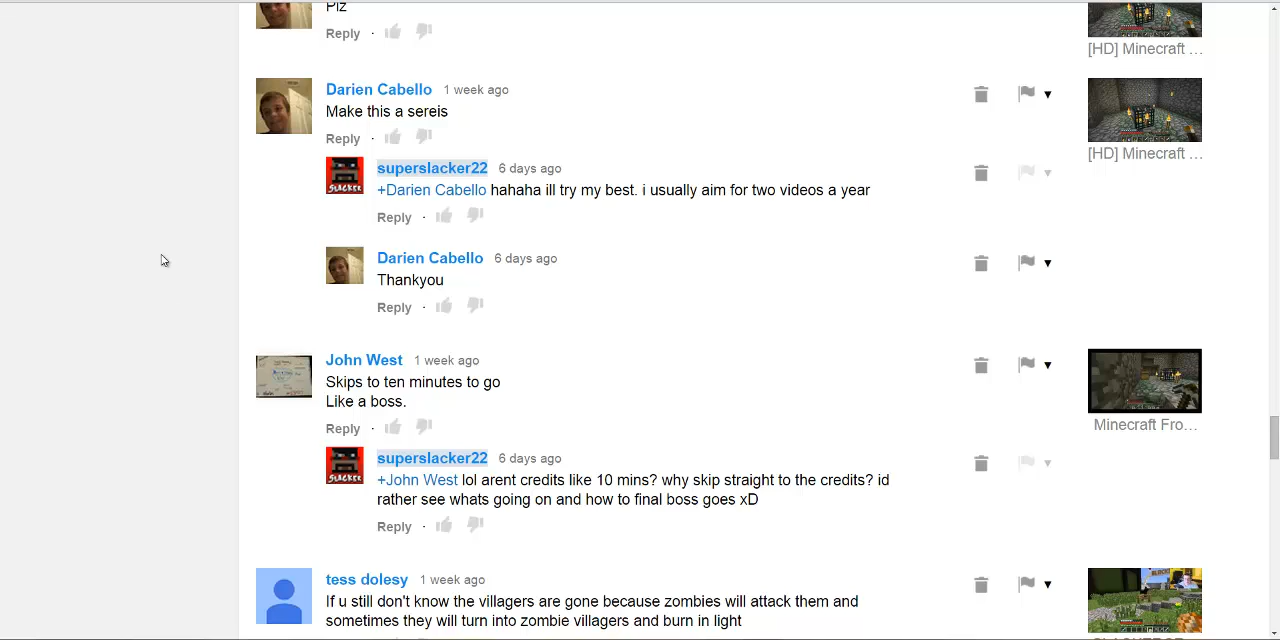 Plz
Reply ·
[HD] Minecraft ...
Darien Cabello 1 week ago
Make this a sereis
Reply ·
[HD] Minecraft ...
superslacker22 6 days ago
SLACKER
+Darien Cabello hahaha ill try my best. i usually aim for two videos a year
Reply ·
Darien Cabello 6 days ago
Thankyou
Reply ·
John West 1 week ago
Skips to ten minutes to go
Like a boss.
Reply ·
Minecraft Fro...
superslacker22 6 days ago
SLACKER
+John West lol arent credits like 10 mins? why skip straight to the credits? id
rather see whats going on and how to final boss goes xD
Reply ·
tess dolesy 1 week ago
If u still don't know the villagers are gone because zombies will attack them and
sometimes they will turn into zombie villagers and burn in light